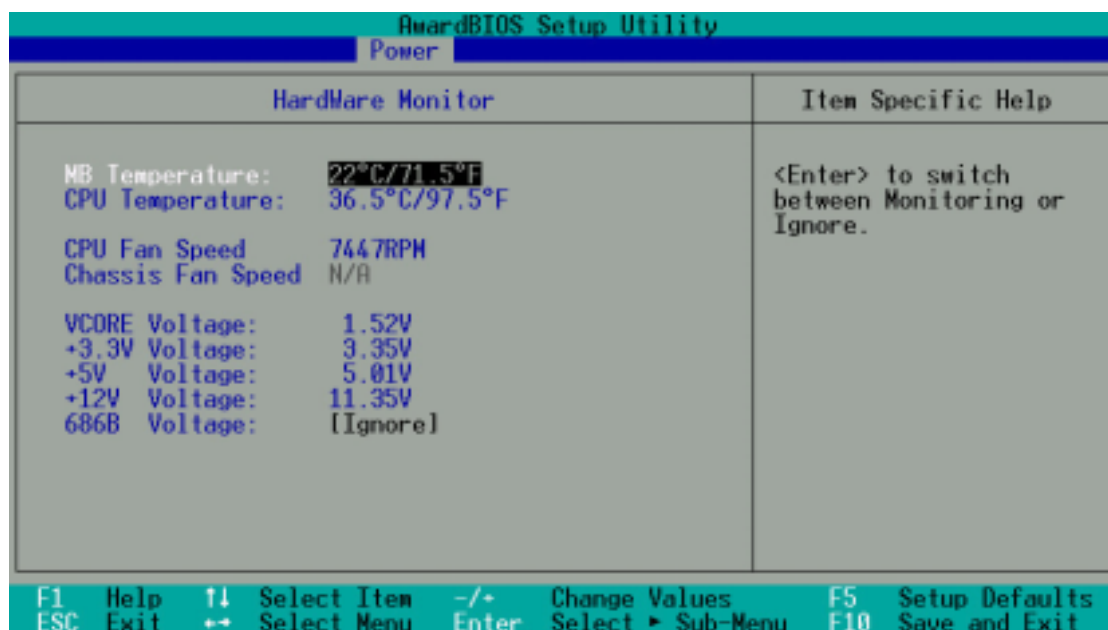 AwardBIOS Setup Utility
Power
HardWare Monitor
Item Specific Help
MB Temperature: 22°C/71.5°F
CPU Temperature: 36.5°C/97.5°F
CPU Fan Speed 7447RPM
Chassis Fan Speed N/A
VCORE Voltage: 1.52V
+3.3V Voltage: 3.35V
+5V Voltage: 5.01V
+12V Voltage: 11.35V
686B Voltage: [Ignore]
<Enter> to switch
between Monitoring or
Ignore.
F1 Help ↑↓ Select Item -/+ Change Values F5 Setup Defaults
ESC Exit ←→ Select Menu Enter Select ► Sub-Menu F10 Save and Exit